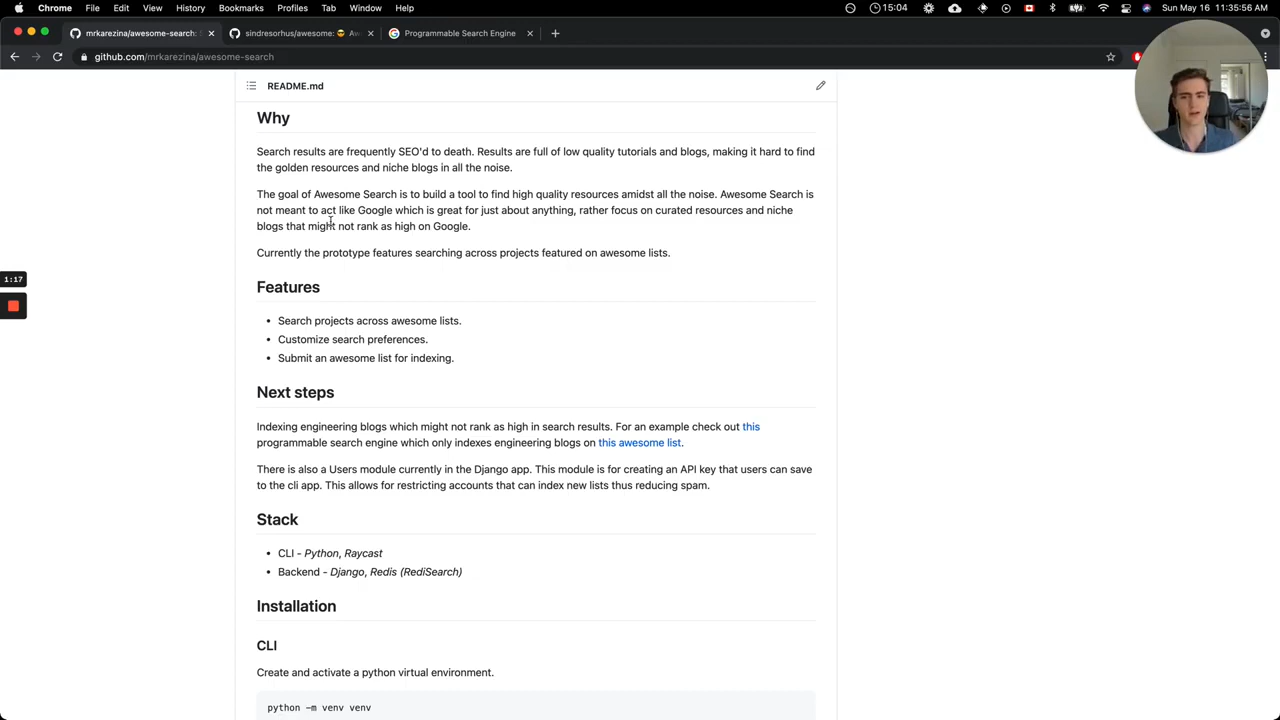 Chrome File Edit View History Bookmarks Profiles Tab Window Help 15:04 Sun May 16 11:35:56 AM
mrkarezina/awesome-search: sindresorhus/awesome: 😎 Aw Programmable Search Engine
github.com/mrkarezina/awesome-search
README.md
Why
Search results are frequently SEO'd to death. Results are full of low quality tutorials and blogs, making it hard to find
the golden resources and niche blogs in all the noise.
The goal of Awesome Search is to build a tool to find high quality resources amidst all the noise. Awesome Search is
not meant to act like Google which is great for just about anything, rather focus on curated resources and niche
blogs that might not rank as high on Google.
Currently the prototype features searching across projects featured on awesome lists.
1:17
Features
• Search projects across awesome lists.
• Customize search preferences.
• Submit an awesome list for indexing.
Next steps
Indexing engineering blogs which might not rank as high in search results. For an example check out this
programmable search engine which only indexes engineering blogs on this awesome list.
There is also a Users module currently in the Django app. This module is for creating an API key that users can save
to the cli app. This allows for restricting accounts that can index new lists thus reducing spam.
Stack
• CLI - Python, Raycast
• Backend - Django, Redis (RediSearch)
Installation
CLI
Create and activate a python virtual environment.
python -m venv venv